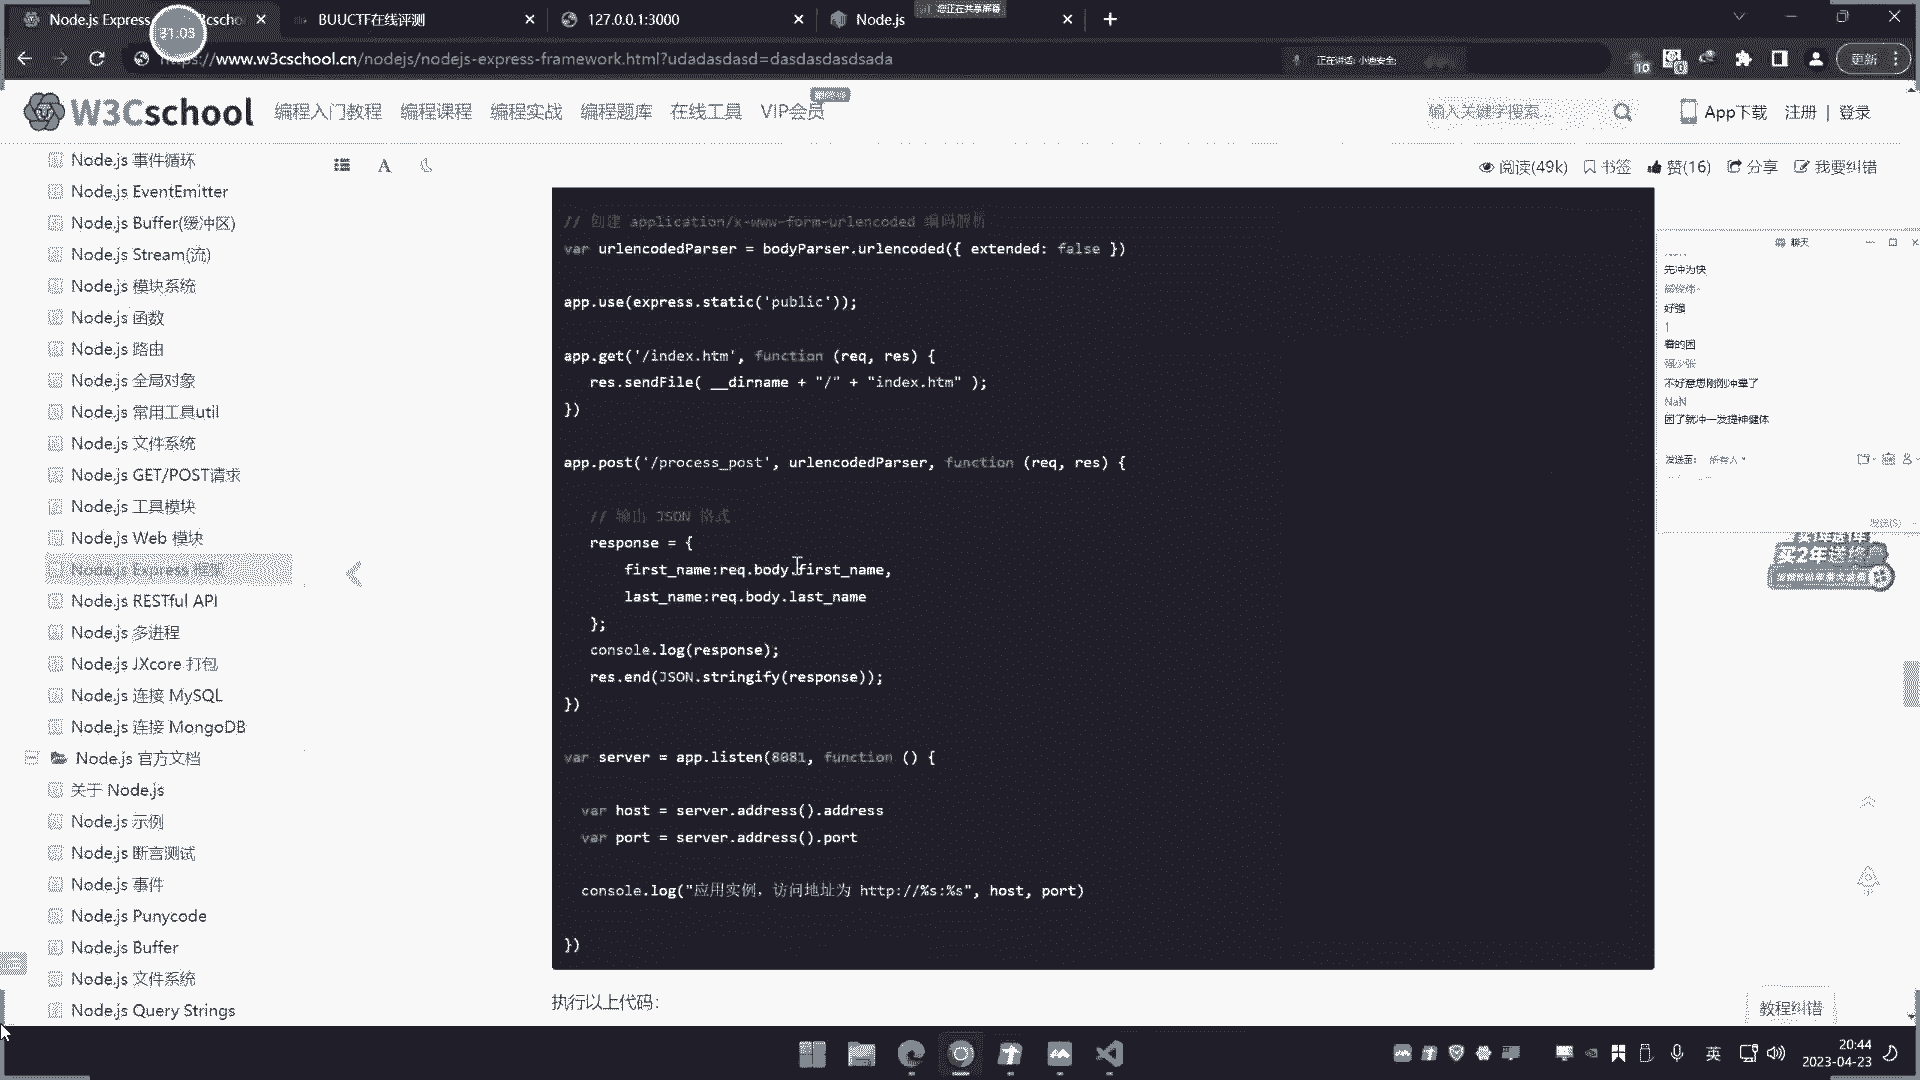 Node.js Express
BUUCTF在线评测
127.0.0.1:3000
Node.js
您正在共享屏幕
31:03
www.w3cschool.cn/nodejs/nodejs-express-framework.html?udadasdasd=dasdasdasdsada
正在讲话: 小迪安全;
更新
W3Cschool
编程入门教程
编程课程
编程实战
编程题库
在线工具
VIP会员
输入关键字搜索...
App下载
注册 | 登录
阅读(49k)
书签
赞(16)
分享
我要纠错
Node.js 事件循环
Node.js EventEmitter
Node.js Buffer(缓冲区)
Node.js Stream(流)
Node.js 模块系统
Node.js 函数
Node.js 路由
Node.js 全局对象
Node.js 常用工具util
Node.js 文件系统
Node.js GET/POST请求
Node.js 工具模块
Node.js Web 模块
Node.js Express 框架
Node.js RESTful API
Node.js 多进程
Node.js JXcore 打包
Node.js 连接 MySQL
Node.js 连接 MongoDB
Node.js 官方文档
关于 Node.js
Node.js 示例
Node.js 断言测试
Node.js 事件
Node.js Punycode
Node.js Buffer
Node.js 文件系统
Node.js Query Strings
// 创建 application/x-www-form-urlencoded 编码解析
var urlencodedParser = bodyParser.urlencoded({ extended: false })
app.use(express.static('public'));
app.get('/index.htm', function (req, res) {
res.sendFile( __dirname + "/" + "index.htm" );
})
app.post('/process_post', urlencodedParser, function (req, res) {
// 输出 JSON 格式
response = {
first_name:req.body.first_name,
last_name:req.body.last_name
};
console.log(response);
res.end(JSON.stringify(response));
})
var server = app.listen(8081, function () {
var host = server.address().address
var port = server.address().port
console.log("应用实例，访问地址为 http://%s:%s", host, port)
})
执行以上代码：
聊天
先冲为快
好强
1
看的困
不好意思刚刚冲晕了
NaN
困了就冲一发提神健体
发送至: 所有人
发送(S)
教程纠错
英
20:44
2023-04-23